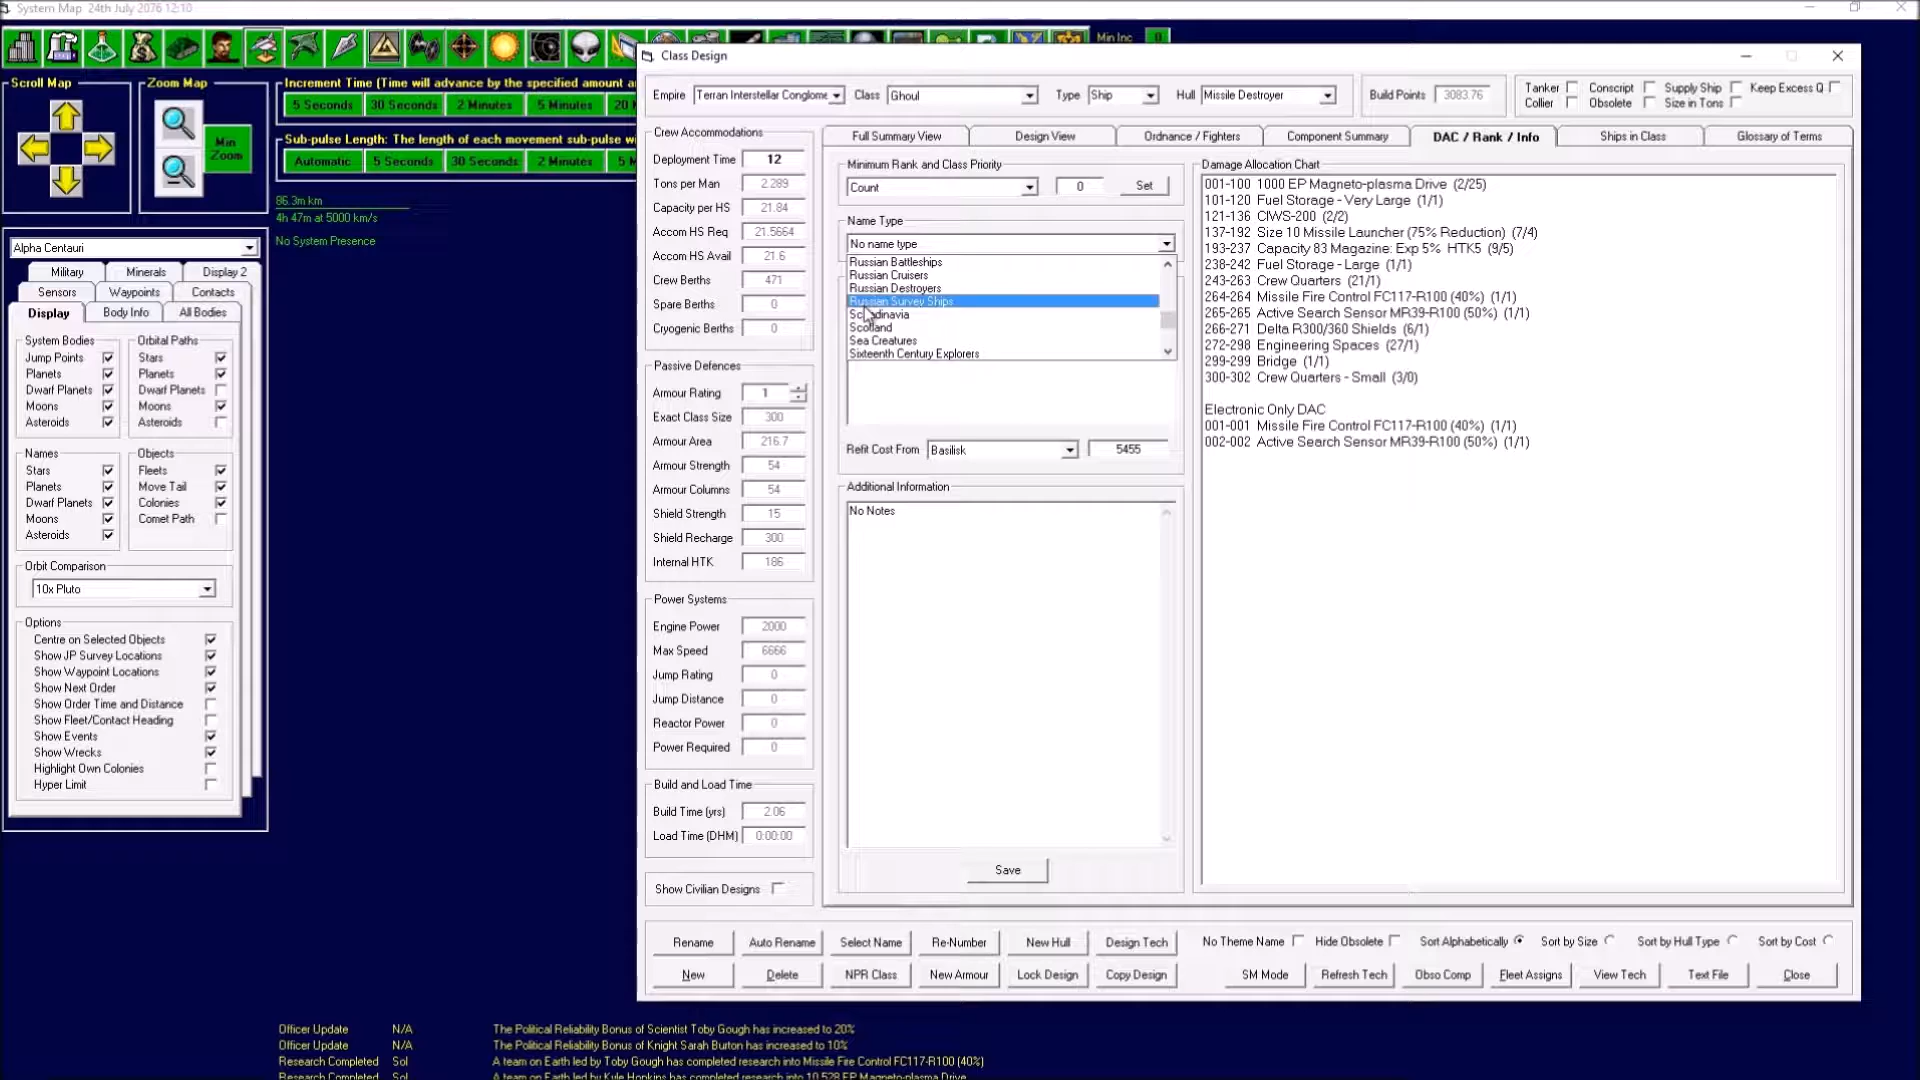 System Map 24th July 2076 12:10
Min Inc
Class Design
Scroll Map
Zoom Map
Min
Zoom
Increment Time (Time will advance by the specified amount a
5 Seconds 30 Seconds 2 Minutes 5 Minutes 20 M
Sub-pulse Length: The length of each movement sub-pulse wi
Automatic 5 Seconds 30 Seconds 2 Minutes 5 M
86.3m km
4h 47m at 5000 km/s
No System Presence
Alpha Centauri
Military Minerals Display 2
Sensors Waypoints Contacts
Display Body Info All Bodies
System Bodies Orbital Paths
Jump Points Stars
Planets Planets
Dwarf Planets Dwarf Planets
Moons Moons
Asteroids Asteroids
Names Objects
Stars Fleets
Planets Move Tail
Dwarf Planets Colonies
Moons Comet Path
Asteroids
Orbit Comparison
10x Pluto
Options
Centre on Selected Objects
Show JP Survey Locations
Show Waypoint Locations
Show Next Order
Show Order Time and Distance
Show Fleet/Contact Heading
Show Events
Show Wrecks
Highlight Own Colonies
Hyper Limit
Empire Terran Interstellar Conglome Class Ghoul Type Ship Hull Missile Destroyer Build Points 3083.76
Tanker Conscript Supply Ship Keep Excess Q
Collier Obsolete Size in Tons
Crew Accommodations
Deployment Time 12
Tons per Man 2.289
Capacity per HS 21.84
Accom HS Req 21.5664
Accom HS Avail 21.6
Crew Berths 471
Spare Berths 0
Cryogenic Berths 0
Passive Defences
Armour Rating 1
Exact Class Size 300
Armour Area 216.7
Armour Strength 54
Armour Columns 54
Shield Strength 15
Shield Recharge 300
Internal HTK 186
Power Systems
Engine Power 2000
Max Speed 6666
Jump Rating 0
Jump Distance 0
Reactor Power 0
Power Required 0
Build and Load Time
Build Time (yrs) 2.06
Load Time (DHM) 0:00:00
Show Civilian Designs
Full Summary View Design View Ordnance / Fighters Component Summary DAC / Rank / Info Ships in Class Glossary of Terms
Minimum Rank and Class Priority
Count 0 Set
Name Type
No name type
Russian Battleships
Russian Cruisers
Russian Destroyers
Russian Survey Ships
Scandinavia
Scotland
Sea Creatures
Sixteenth Century Explorers
Refit Cost From Basilisk 5455
Additional Information
No Notes
Save
Damage Allocation Chart
001-100 1000 EP Magneto-plasma Drive (2/25)
101-120 Fuel Storage - Very Large (1/1)
121-136 CIWS-200 (2/2)
137-192 Size 10 Missile Launcher (75% Reduction) (7/4)
193-237 Capacity 83 Magazine: Exp 5% HTK5 (9/5)
238-242 Fuel Storage - Large (1/1)
243-263 Crew Quarters (21/1)
264-264 Missile Fire Control FC117-R100 (40%) (1/1)
265-265 Active Search Sensor MR39-R100 (50%) (1/1)
266-271 Delta R300/360 Shields (6/1)
272-298 Engineering Spaces (27/1)
299-299 Bridge (1/1)
300-302 Crew Quarters - Small (3/0)
Electronic Only DAC
001-001 Missile Fire Control FC117-R100 (40%) (1/1)
002-002 Active Search Sensor MR39-R100 (50%) (1/1)
Rename Auto Rename Select Name Re-Number New Hull Design Tech No Theme Name Hide Obsolete Sort Alphabetically Sort by Size Sort by Hull Type Sort by Cost
New Delete NPR Class New Armour Lock Design Copy Design SM Mode Refresh Tech Obso Comp Fleet Assigns View Tech Text File Close
Officer Update N/A The Political Reliability Bonus of Scientist Toby Gough has increased to 20%
Officer Update N/A The Political Reliability Bonus of Knight Sarah Burton has increased to 10%
Research Completed Sol A team on Earth led by Toby Gough has completed research into Missile Fire Control FC117-R100 (40%)
Research Completed Sol A team on Earth led by Kyle Hopkins has completed research into 10.528 EP Magneto-plasma Drive